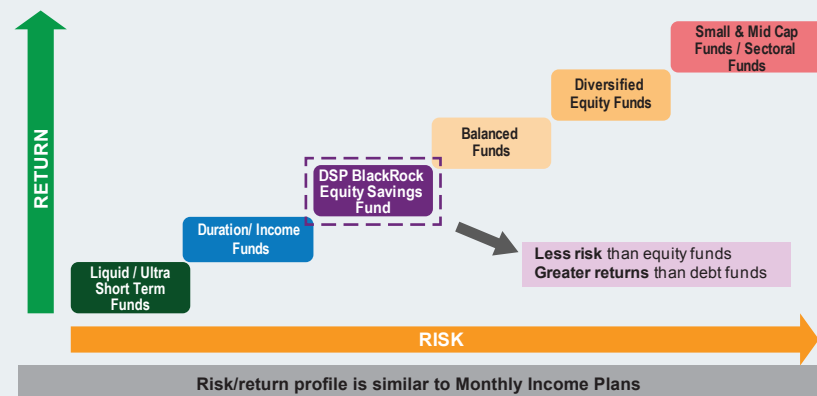 Small & Mid Cap
Funds / Sectoral
Funds
Diversified
Equity Funds
Balanced
Funds
DSP BlackRock
Equity Savings
Fund
Duration/ Income
Funds
Liquid / Ultra
Short Term
Funds
Less risk than equity funds
Greater returns than debt funds
RETURN
RISK
Risk/return profile is similar to Monthly Income Plans